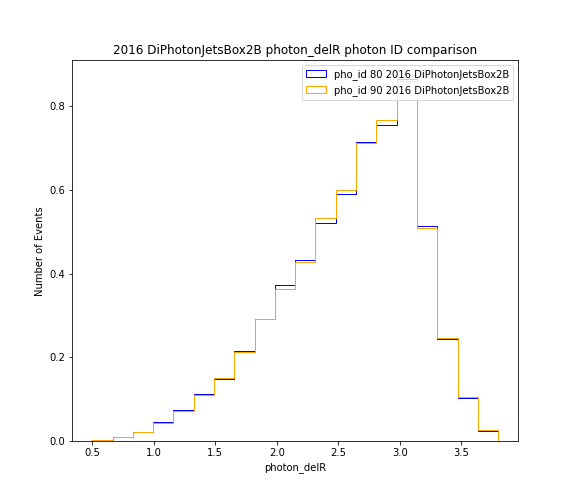 2016 DiPhotonJetsBox2B photon_delR photon ID comparison
pho_id 80 2016 DiPhotonJetsBox2B
pho_id 90 2016 DiPhotonJetsBox2B
Number of Events
0.8
0.6
0.4
0.2
0.0
0.5 1.0 1.5 2.0 2.5 3.0 3.5
photon_delR